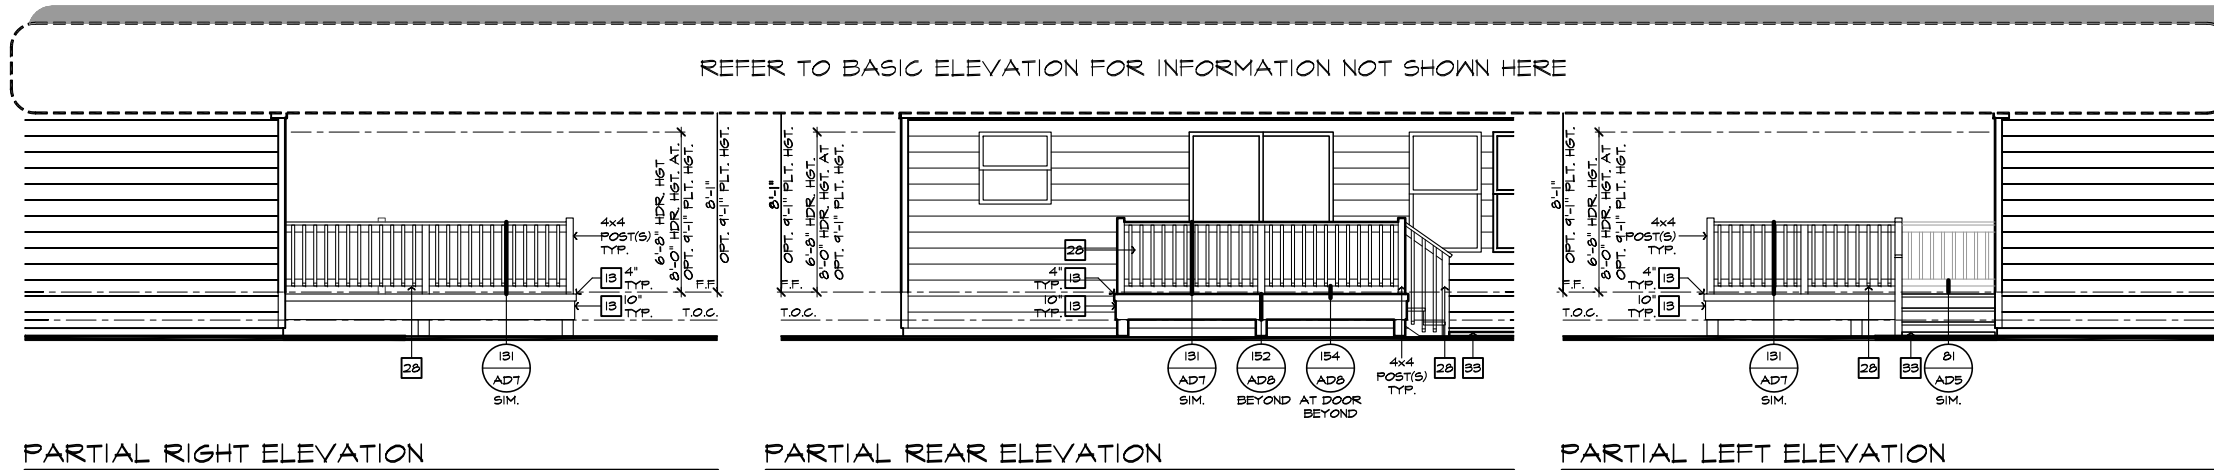 REFER TO BASIC ELEVATION FOR INFORMATION NOT SHOWN HERE
4x4
POST(S)
TYP.
13
4"
TYP.
13
10"
TYP.
6'-8" HDR. HGT
8'-0" HDR. HGT. AT
OPT. 9'-1" PLT. HGT.
8'-1"
OPT. 9'-1" PLT. HGT.
F.F.
T.O.C.
28
131
AD7
SIM.
PARTIAL RIGHT ELEVATION
8'-1"
OPT. 9'-1" PLT. HGT.
6'-8" HDR. HGT.
8'-0" HDR. HGT. AT
OPT. 9'-1" PLT. HGT.
F.F.
T.O.C.
28
4"
TYP.
13
10"
TYP.
13
131
AD7
SIM.
152
AD8
BEYOND
154
AD8
AT DOOR
BEYOND
4x4
POST(S)
TYP.
28
33
PARTIAL REAR ELEVATION
8'-1"
OPT. 9'-1" PLT. HGT.
6'-8" HDR. HGT.
8'-0" HDR. HGT. AT
OPT. 9'-1" PLT. HGT.
F.F.
T.O.C.
4x4
POST(S)
TYP.
4"
TYP.
13
10"
TYP.
13
131
AD7
SIM.
28
33
81
AD5
SIM.
PARTIAL LEFT ELEVATION